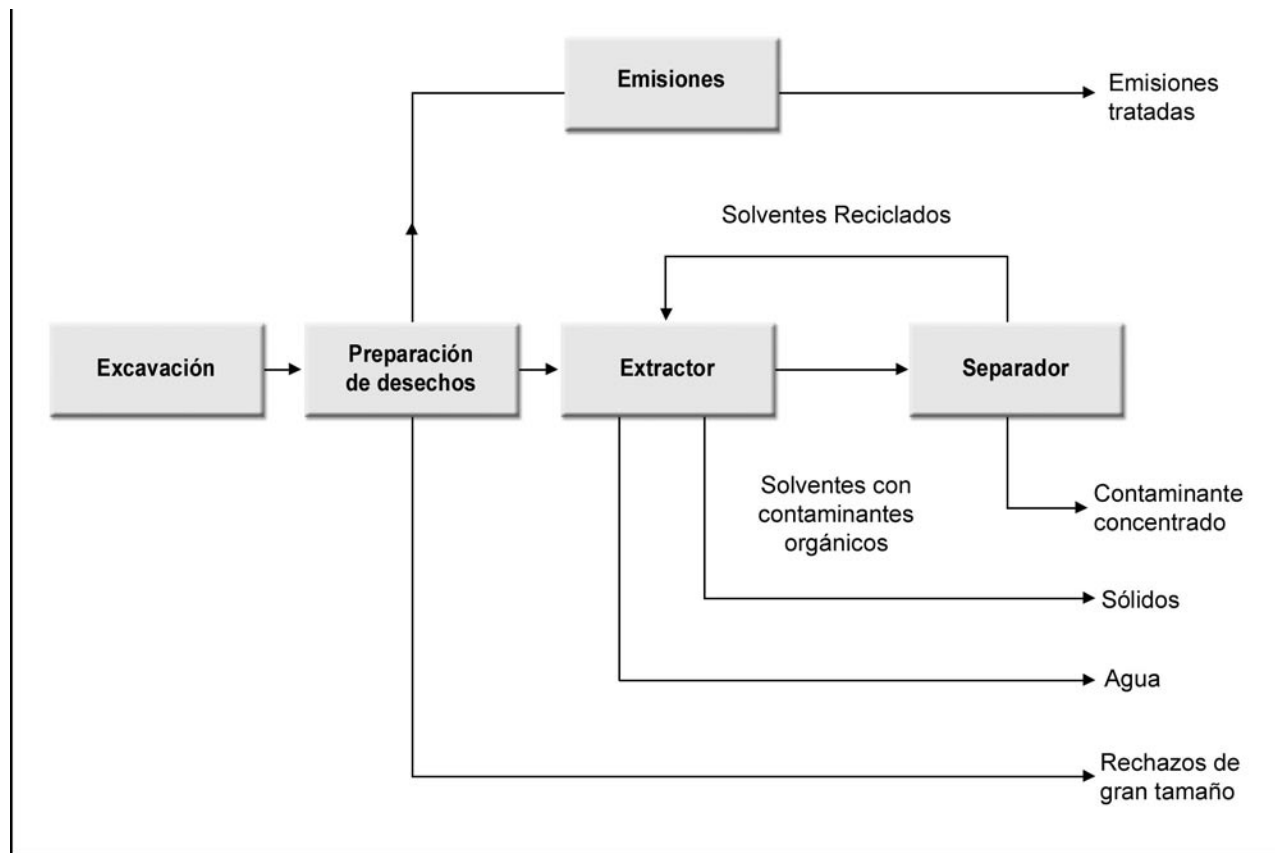 Emisiones
Emisiones
tratadas
Solventes Reciclados
Excavación
Preparación
de desechos
Extractor
Separador
Solventes con
contaminantes
orgánicos
Contaminante
concentrado
Sólidos
Agua
Rechazos de
gran tamaño